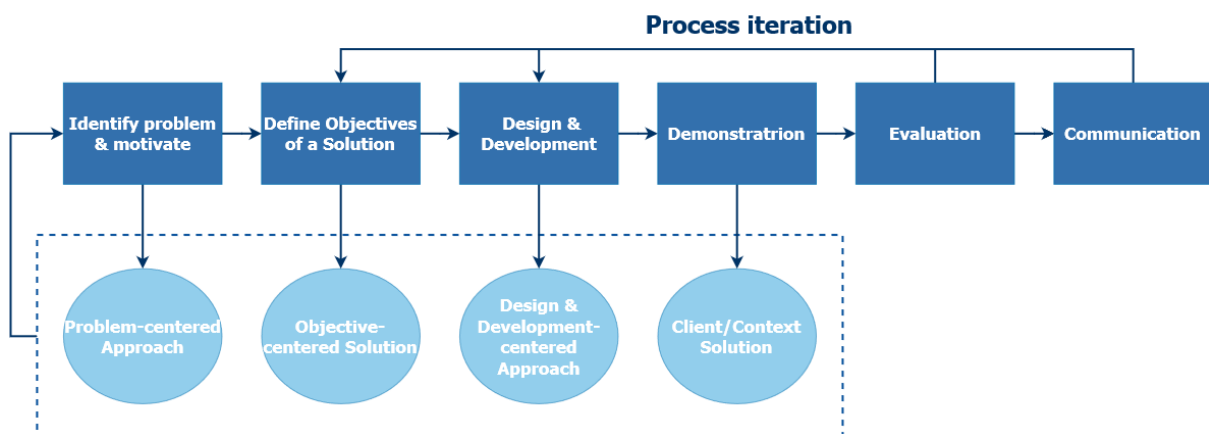 Process iteration
Identify problem
& motivate
Define Objectives
of a Solution
Design &
Development
Demonstratrion
Evaluation
Communication
Problem-centered
Approach
Objective-
centered Solution
Design &
Development-
centered
Approach
Client/Context
Solution